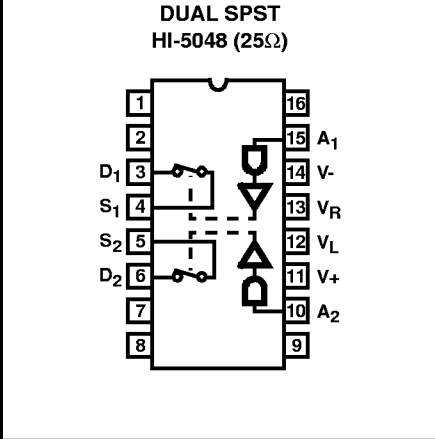 DUAL SPST
HI-5048 (25Ω)
1 16
2 15 A1
D1 3 14 V-
S1 4 13 VR
S2 5 12 VL
D2 6 11 V+
7 10 A2
8 9